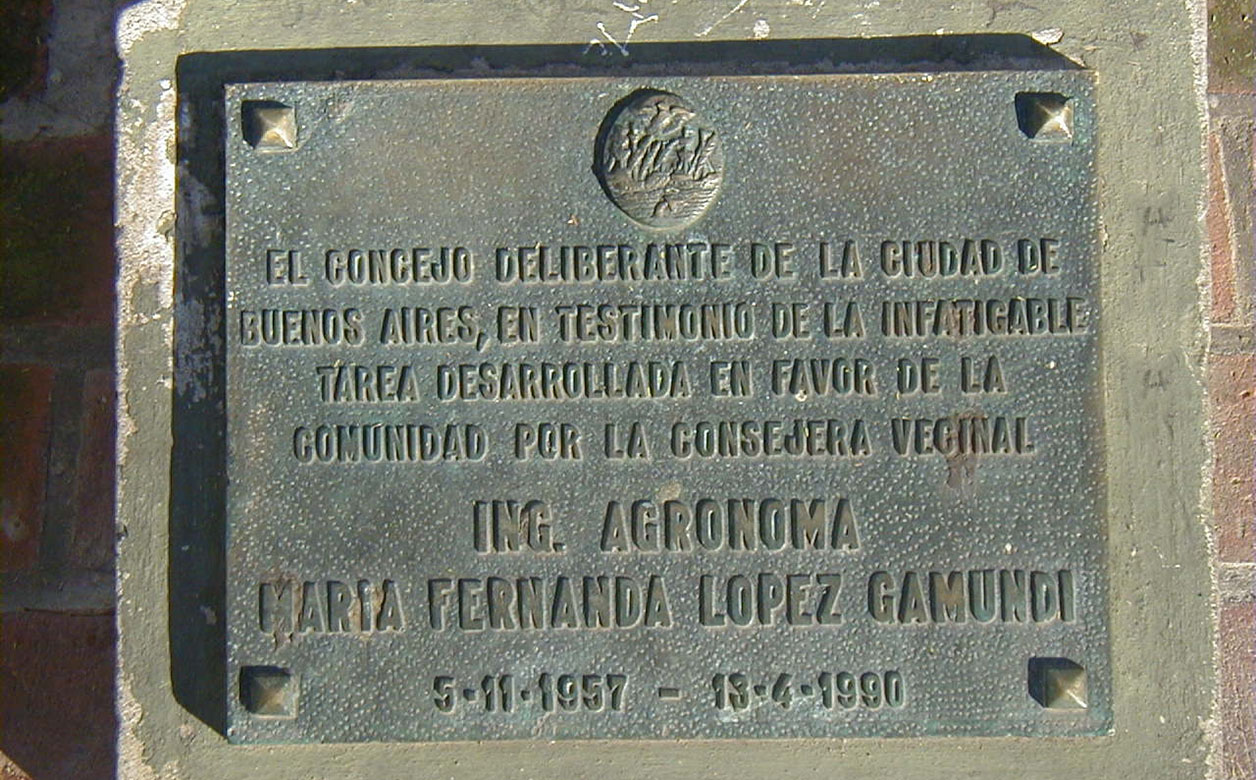 EL CONCEJO DELIBERANTE DE LA CIUDAD DE
BUENOS AIRES, EN TESTIMONIO DE LA INFATIGABLE
TAREA DESARROLLADA EN FAVOR DE LA
COMUNIDAD POR LA CONSEJERA VECINAL
ING. AGRONOMA
MARIA FERNANDA LOPEZ GAMUNDI
5-11-1957 - 13-4-1990